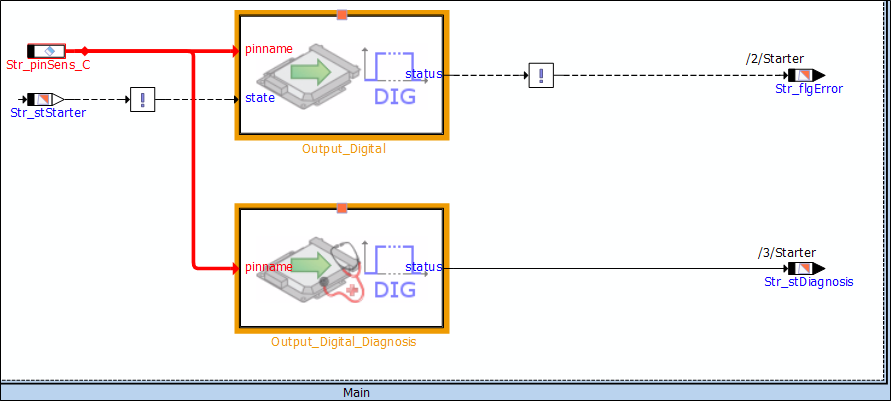 pinname
status
DIG
/2/Starter
Str_pinSens_C
Str_flgError
!
!
state
Str_stStarter
Output_Digital
/3/Starter
pinname
status
DIG
Str_stDiagnosis
Output_Digital_Diagnosis
Main